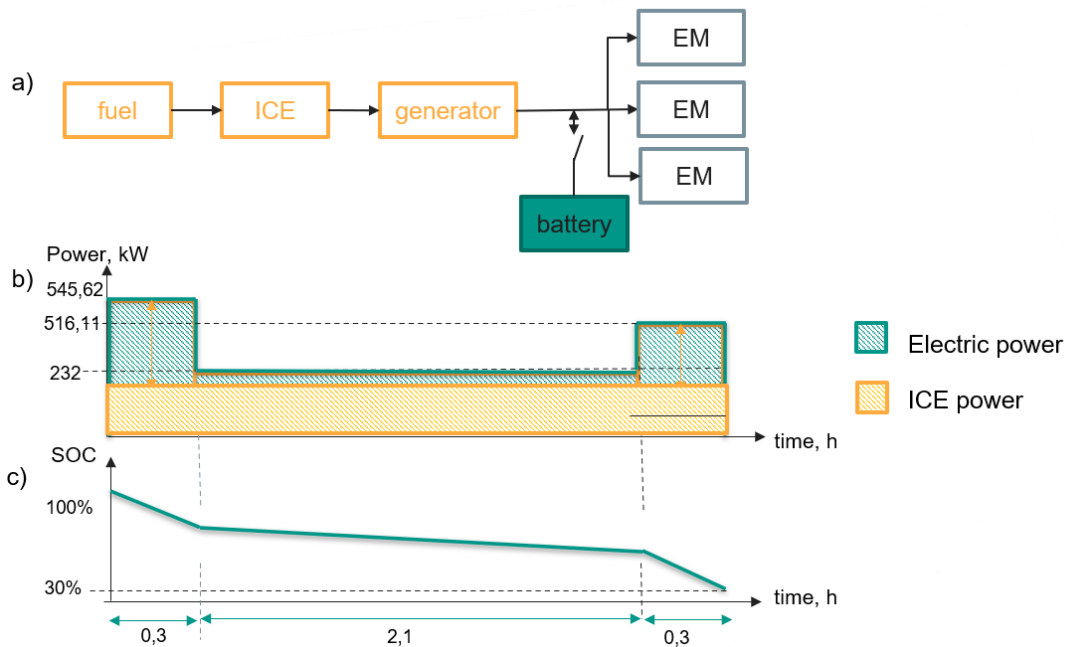 a)
fuel
ICE
generator
EM
EM
EM
battery
b)
Power, kW
545,62
516,11
232
time, h
Electric power
ICE power
c)
SOC
100%
30%
time, h
0,3
2,1
0,3